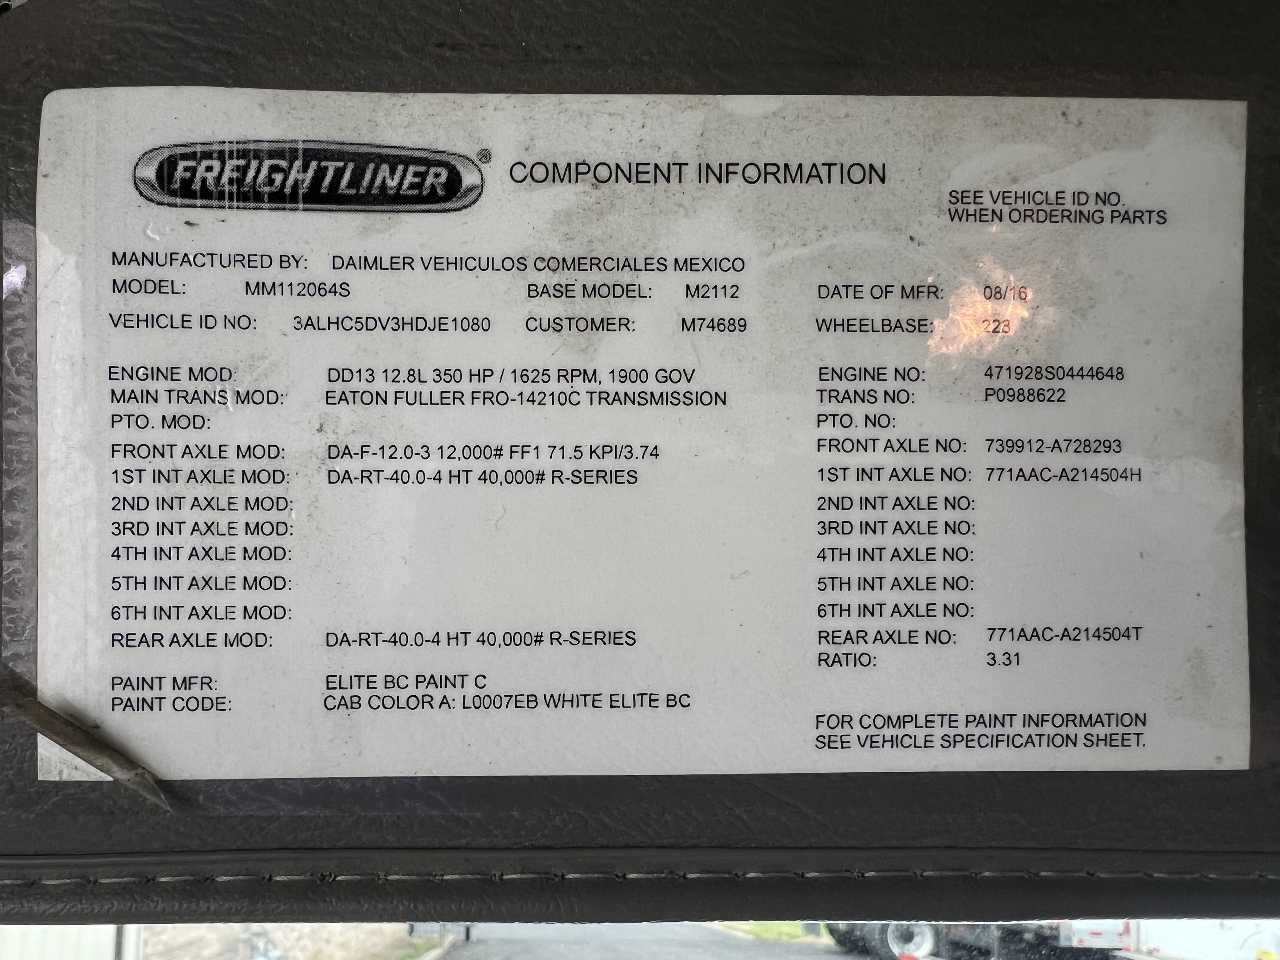 FREIGHTLINER® COMPONENT INFORMATION
SEE VEHICLE ID NO.
WHEN ORDERING PARTS
MANUFACTURED BY: DAIMLER VEHICULOS COMERCIALES MEXICO
MODEL: MM112064S BASE MODEL: M2112 DATE OF MFR: 08/16
VEHICLE ID NO: 3ALHC5DV3HDJE1080 CUSTOMER: M74689 WHEELBASE: 223
ENGINE MOD: DD13 12.8L 350 HP / 1625 RPM, 1900 GOV ENGINE NO: 471928S0444648
MAIN TRANS MOD: EATON FULLER FRO-14210C TRANSMISSION TRANS NO: P0988622
PTO. MOD: PTO. NO:
FRONT AXLE MOD: DA-F-12.0-3 12,000# FF1 71.5 KPI/3.74 FRONT AXLE NO: 739912-A728293
1ST INT AXLE MOD: DA-RT-40.0-4 HT 40,000# R-SERIES 1ST INT AXLE NO: 771AAC-A214504H
2ND INT AXLE MOD: 2ND INT AXLE NO:
3RD INT AXLE MOD: 3RD INT AXLE NO:
4TH INT AXLE MOD: 4TH INT AXLE NO:
5TH INT AXLE MOD: 5TH INT AXLE NO:
6TH INT AXLE MOD: 6TH INT AXLE NO:
REAR AXLE MOD: DA-RT-40.0-4 HT 40,000# R-SERIES REAR AXLE NO: 771AAC-A214504T
RATIO: 3.31
PAINT MFR: ELITE BC PAINT C
PAINT CODE: CAB COLOR A: L0007EB WHITE ELITE BC
FOR COMPLETE PAINT INFORMATION
SEE VEHICLE SPECIFICATION SHEET.